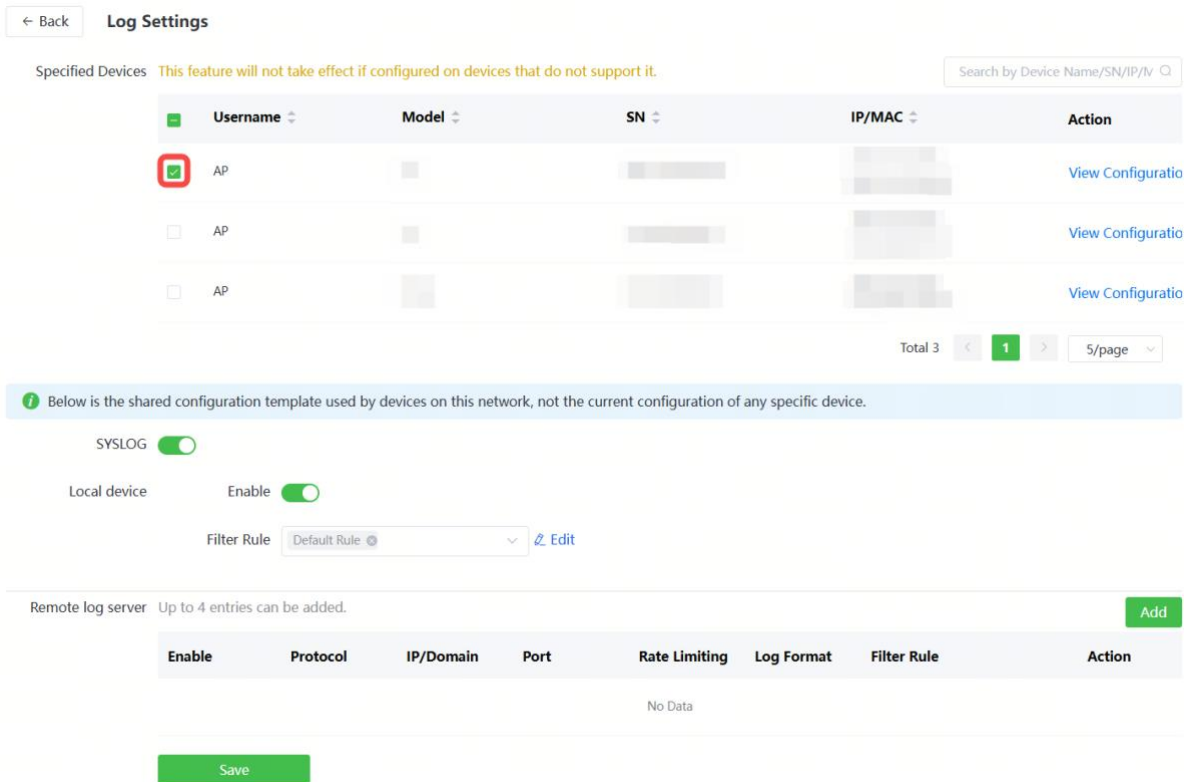 ← Back Log Settings
Specified Devices This feature will not take effect if configured on devices that do not support it. Search by Device Name/SN/IP/M
Username Model SN IP/MAC Action
AP View Configuratio
AP View Configuratio
AP View Configuratio
Total 3 < 1 > 5/page
Below is the shared configuration template used by devices on this network, not the current configuration of any specific device.
SYSLOG
Local device Enable
Filter Rule Default Rule Edit
Remote log server Up to 4 entries can be added. Add
Enable Protocol IP/Domain Port Rate Limiting Log Format Filter Rule Action
No Data
Save